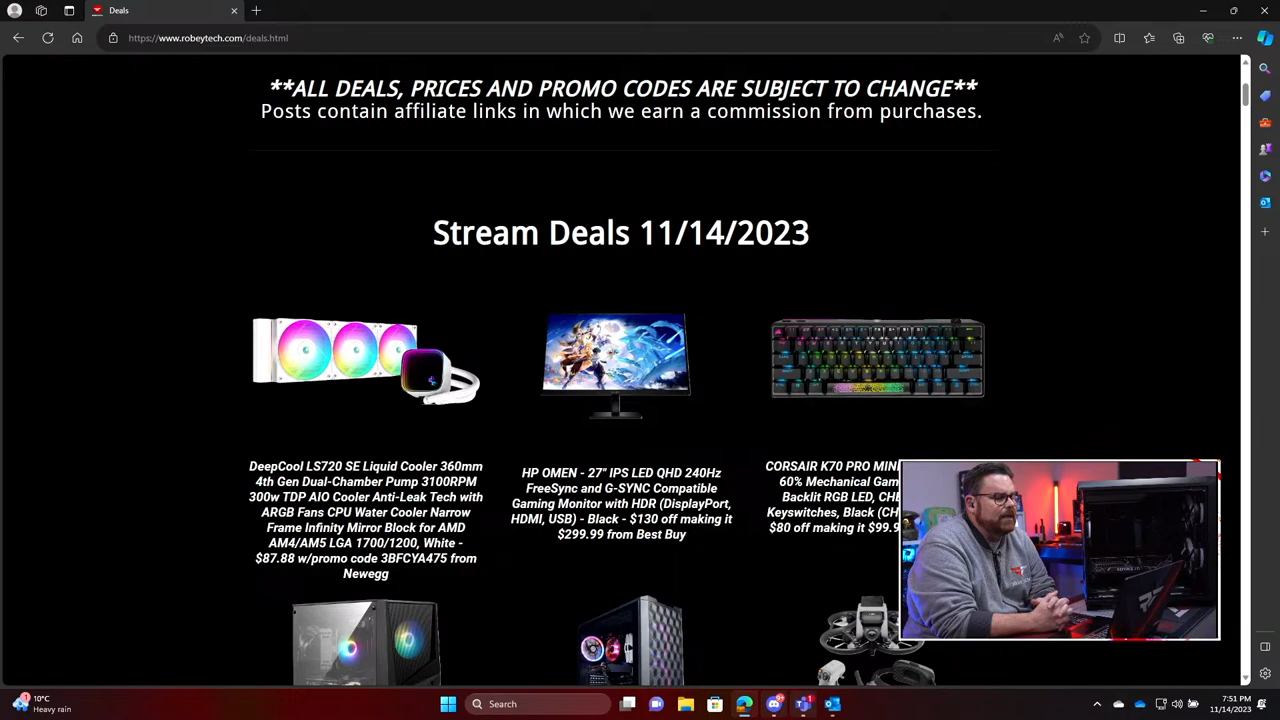 Deals
https://www.robeytech.com/deals.html
**ALL DEALS, PRICES AND PROMO CODES ARE SUBJECT TO CHANGE**
Posts contain affiliate links in which we earn a commission from purchases.
Stream Deals 11/14/2023
DeepCool LS720 SE Liquid Cooler 360mm
4th Gen Dual-Chamber Pump 3100RPM
300w TDP AIO Cooler Anti-Leak Tech with
ARGB Fans CPU Water Cooler Narrow
Frame Infinity Mirror Block for AMD
AM4/AM5 LGA 1700/1200, White -
$87.88 w/promo code 3BFCYA475 from
Newegg
HP OMEN - 27" IPS LED QHD 240Hz
FreeSync and G-SYNC Compatible
Gaming Monitor with HDR (DisplayPort,
HDMI, USB) - Black - $130 off making it
$299.99 from Best Buy
CORSAIR K70 PRO MINI
60% Mechanical Gam
Backlit RGB LED, CHE
Keyswitches, Black (CH
$80 off making it $99.9
10°C
Heavy rain
Search
7:51 PM
11/14/2023